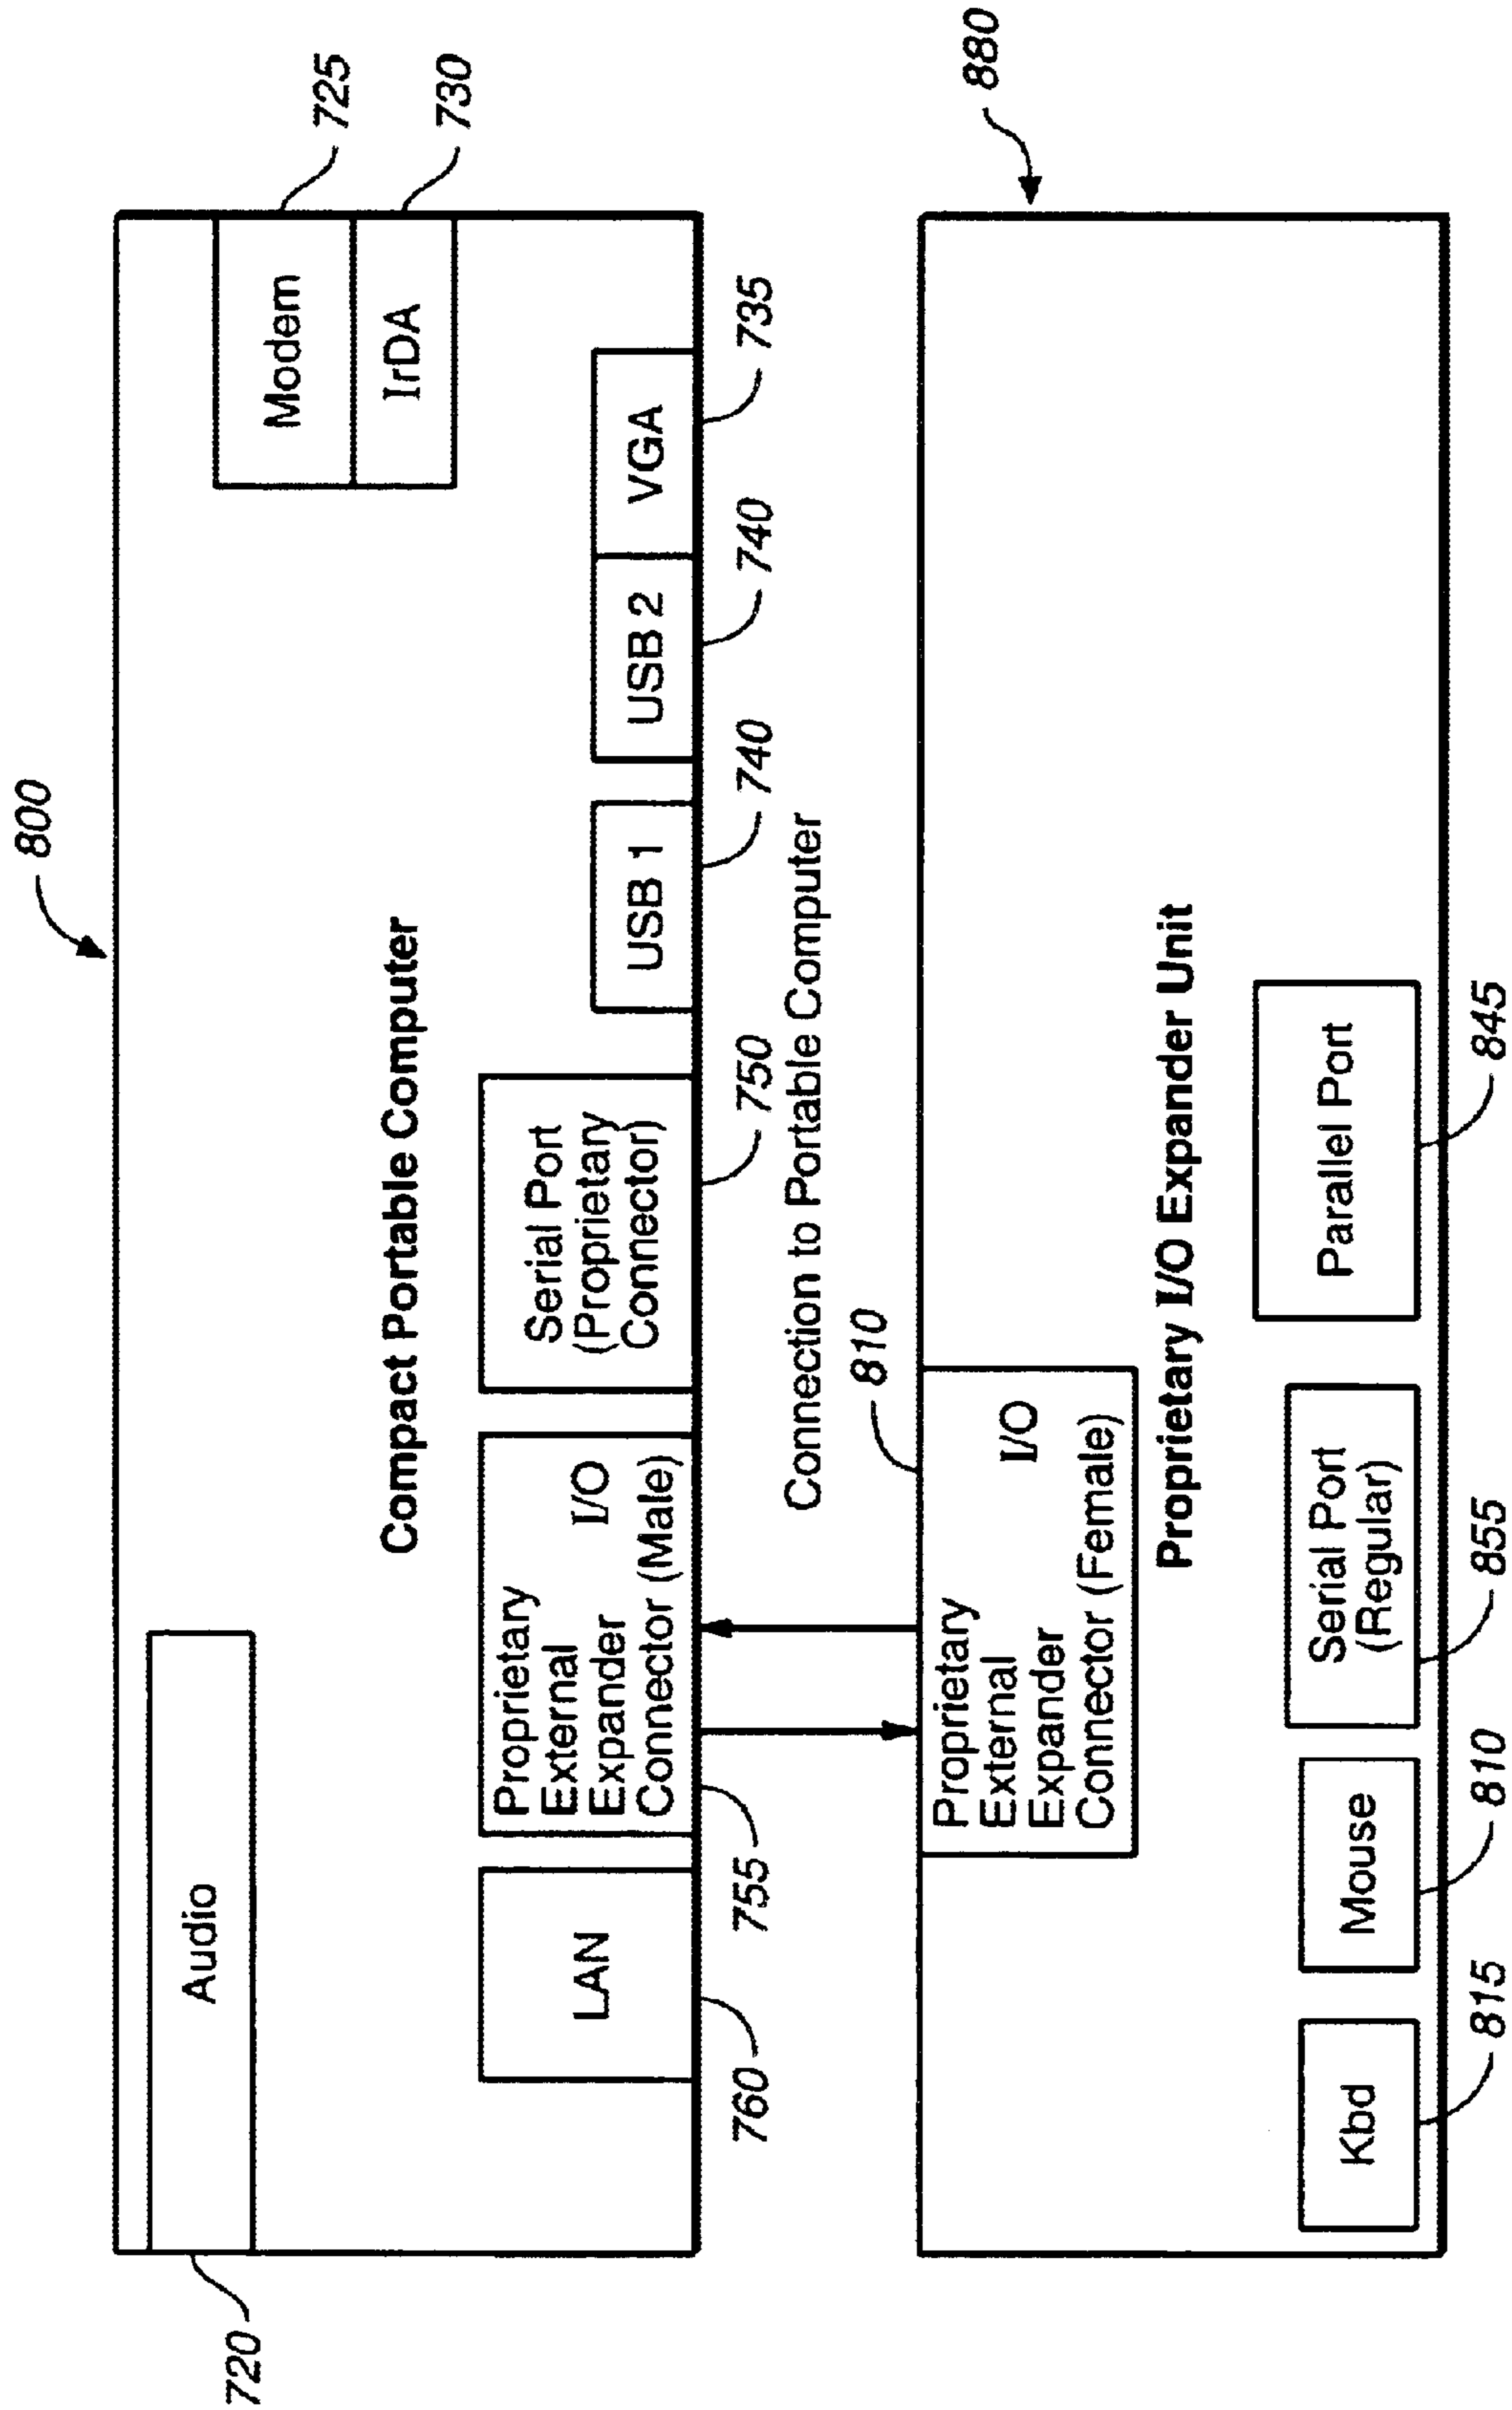 800
Audio
720
Modem
725
IrDA
730
Compact Portable Computer
LAN
760
Proprietary
External
Expander I/O
Connector (Male)
755
Serial Port
(Proprietary
Connector)
750
USB 1
740
USB 2
740
VGA
735
Connection to Portable Computer
810
880
Proprietary
External
Expander I/O
Connector (Female)
Proprietary I/O Expander Unit
Kbd
815
Mouse
810
Serial Port
(Regular)
855
Parallel Port
845